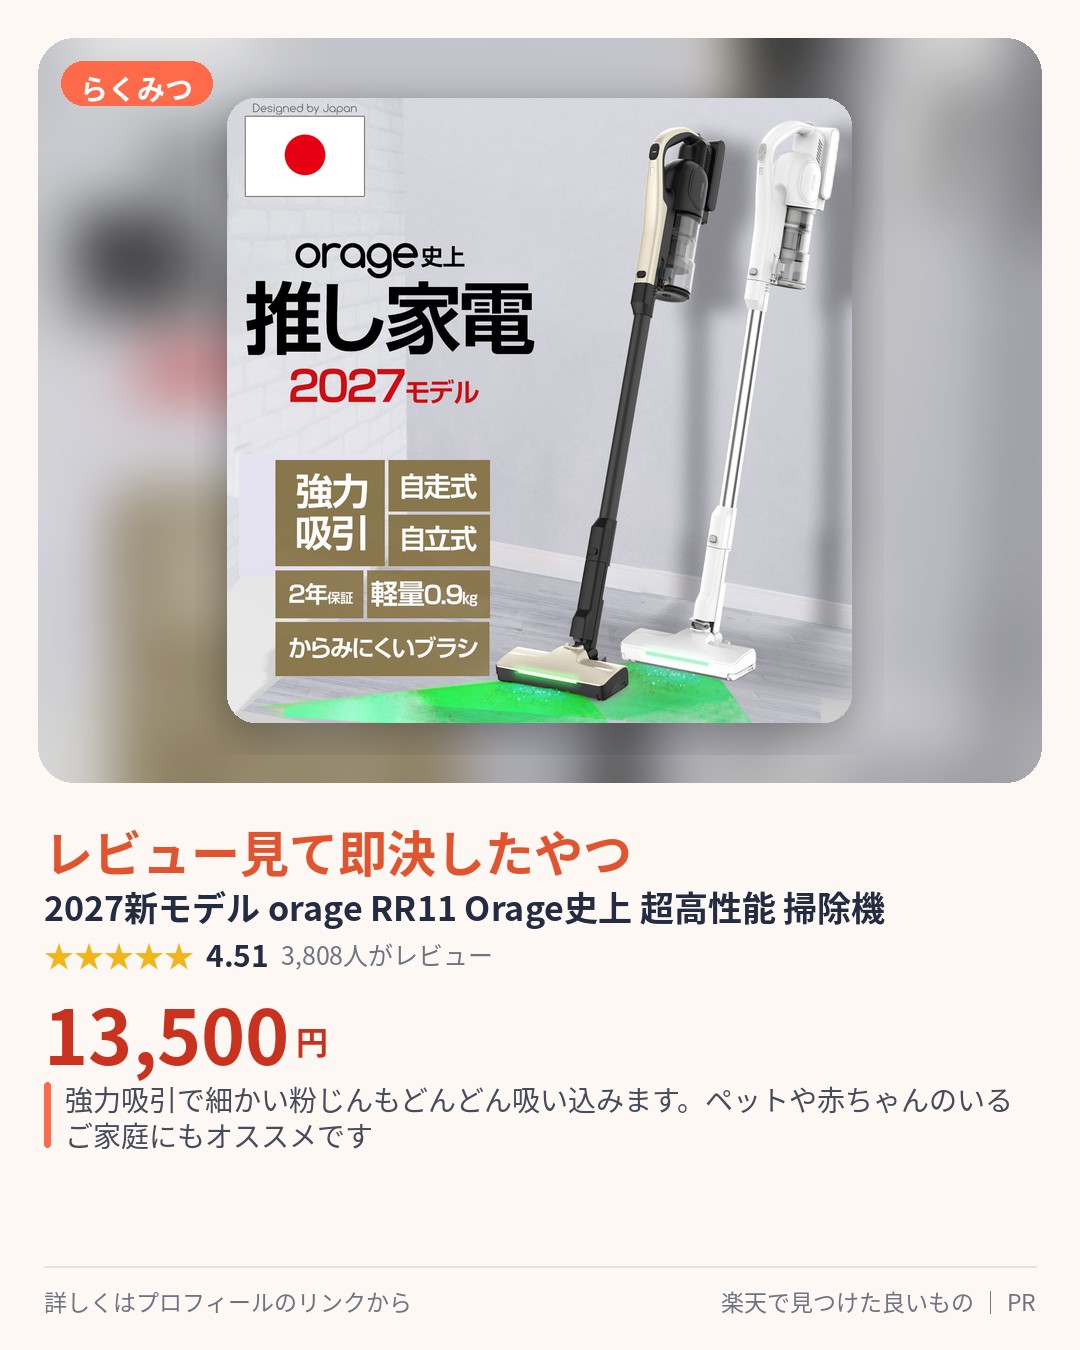 らくみつ
Designed by Japan
orage史上
推し家電
2027モデル
強力
吸引
自走式
自立式
2年保証
軽量0.9kg
からみにくいブラシ
レビュー見て即決したやつ
2027新モデル orage RR11 Orage史上 超高性能 掃除機
★★★★★ 4.51 3,808人がレビュー
13,500円
強力吸引で細かい粉じんもどんどん吸い込みます。ペットや赤ちゃんのいる
ご家庭にもオススメです
詳しくはプロフィールのリンクから
楽天で見つけた良いもの｜PR